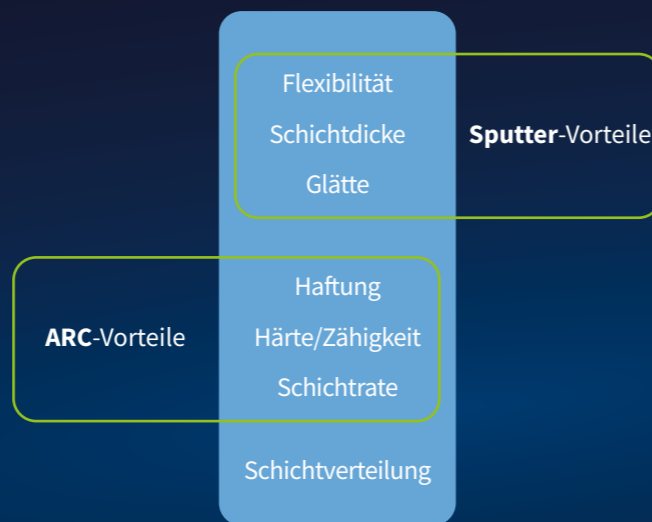 Flexibilität
Schichtdicke
Sputter-Vorteile
Glätte
Haftung
ARC-Vorteile
Härte/Zähigkeit
Schichtrate
Schichtverteilung